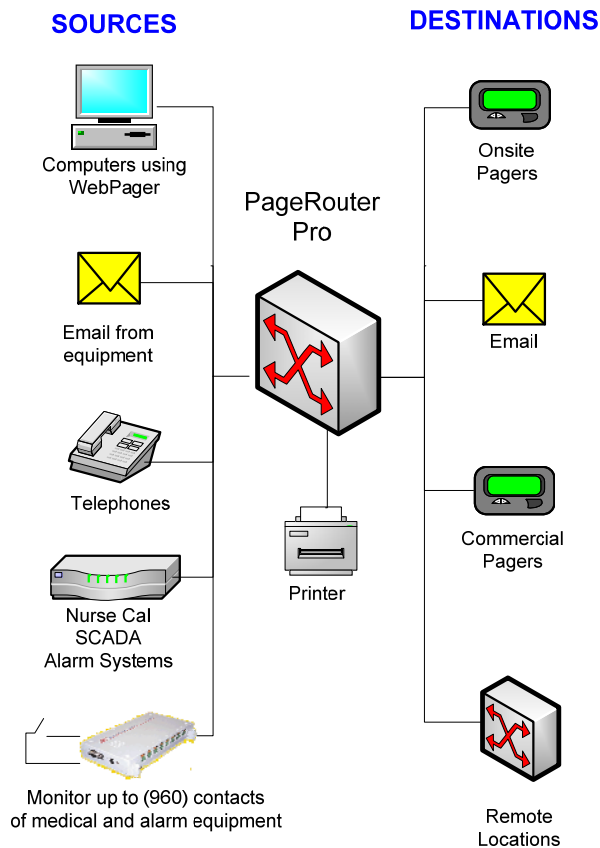 SOURCES
DESTINATIONS
Computers using
WebPager
Onsite
Pagers
PageRouter
Pro
Email from
equipment
Email
Telephones
Commercial
Pagers
Printer
Nurse Cal
SCADA
Alarm Systems
Monitor up to (960) contacts
of medical and alarm equipment
Remote
Locations